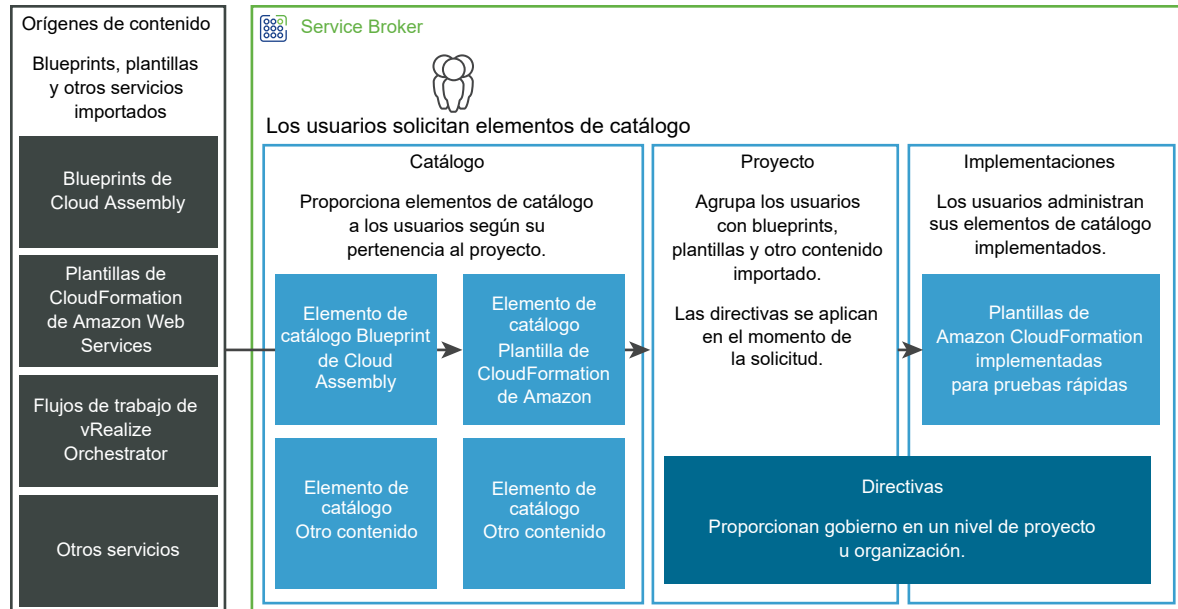 Orígenes de contenido
Blueprints, plantillas
y otros servicios
importados
Blueprints de
Cloud Assembly
Plantillas de
CloudFormation
de Amazon Web
Services
Flujos de trabajo de
vRealize
Orchestrator
Otros servicios
Service Broker
Los usuarios solicitan elementos de catálogo
Catálogo
Proporciona elementos de catálogo
a los usuarios según su
pertenencia al proyecto.
Elemento de
catálogo Blueprint
de Cloud
Assembly
Elemento de
catálogo
Plantilla de
CloudFormation
de Amazon
Elemento de
catálogo
Otro contenido
Elemento de
catálogo
Otro contenido
Proyecto
Agrupa los usuarios
con blueprints,
plantillas y otro contenido
importado.
Las directivas se aplican
en el momento de
la solicitud.
Implementaciones
Los usuarios administran
sus elementos de catálogo
implementados.
Plantillas de
Amazon CloudFormation
implementadas
para pruebas rápidas
Directivas
Proporcionan gobierno en un nivel de proyecto
u organización.